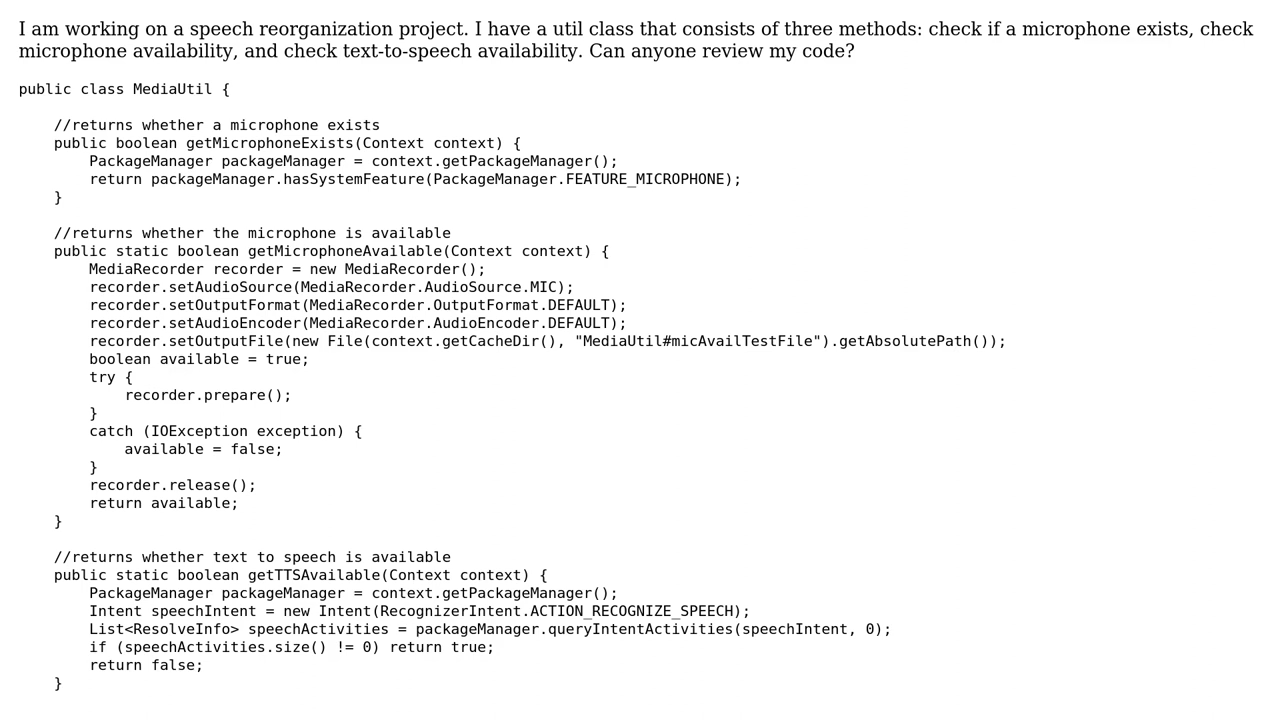 I am working on a speech reorganization project. I have a util class that consists of three methods: check if a microphone exists, check
microphone availability, and check text-to-speech availability. Can anyone review my code?
public class MediaUtil {
    //returns whether a microphone exists
    public boolean getMicrophoneExists(Context context) {
        PackageManager packageManager = context.getPackageManager();
        return packageManager.hasSystemFeature(PackageManager.FEATURE_MICROPHONE);
    }
    //returns whether the microphone is available
    public static boolean getMicrophoneAvailable(Context context) {
        MediaRecorder recorder = new MediaRecorder();
        recorder.setAudioSource(MediaRecorder.AudioSource.MIC);
        recorder.setOutputFormat(MediaRecorder.OutputFormat.DEFAULT);
        recorder.setAudioEncoder(MediaRecorder.AudioEncoder.DEFAULT);
        recorder.setOutputFile(new File(context.getCacheDir(), "MediaUtil#micAvailTestFile").getAbsolutePath());
        boolean available = true;
        try {
            recorder.prepare();
        }
        catch (IOException exception) {
            available = false;
        }
        recorder.release();
        return available;
    }
    //returns whether text to speech is available
    public static boolean getTTSAvailable(Context context) {
        PackageManager packageManager = context.getPackageManager();
        Intent speechIntent = new Intent(RecognizerIntent.ACTION_RECOGNIZE_SPEECH);
        List<ResolveInfo> speechActivities = packageManager.queryIntentActivities(speechIntent, 0);
        if (speechActivities.size() != 0) return true;
        return false;
    }